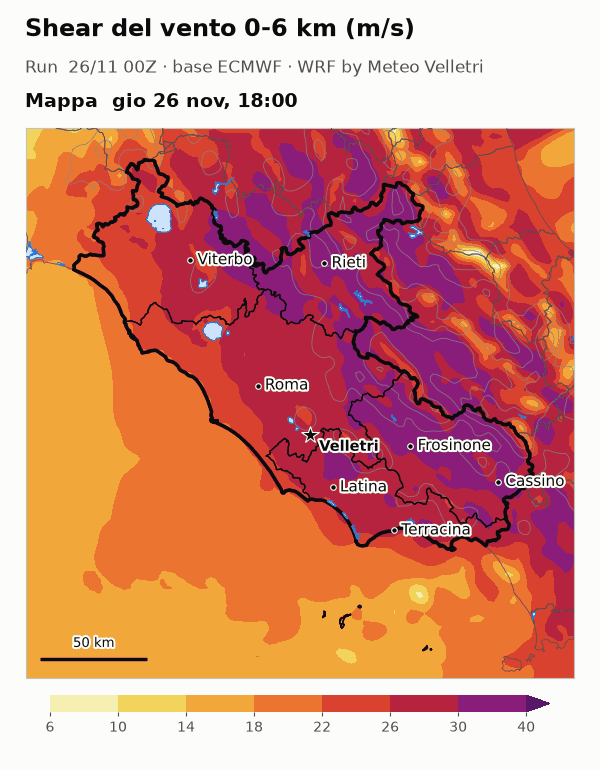 Shear del vento 0-6 km (m/s)
Run  26/11 00Z · base ECMWF · WRF by Meteo Velletri
Mappa  gio 26 nov, 18:00
Viterbo
Rieti
Roma
Velletri
Frosinone
Cassino
Latina
Terracina
50 km
6 10 14 18 22 26 30 40